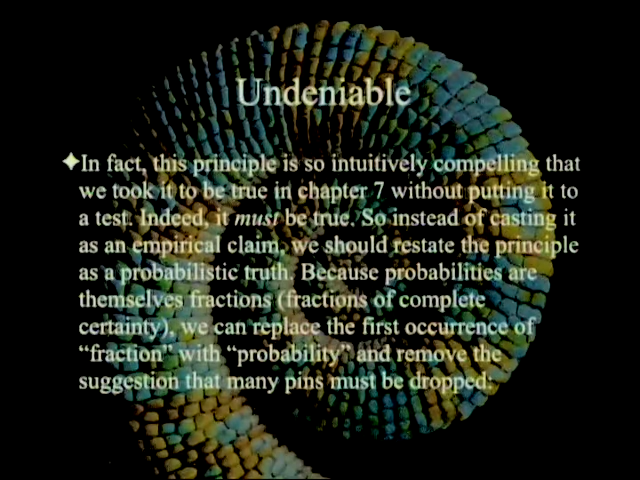 Undeniable
In fact, this principle is so intuitively compelling that
we took it to be true in chapter 7 without putting it to
a test. Indeed, it must be true. So instead of casting it
as an empirical claim, we should restate the principle
as a probabilistic truth. Because probabilities are
themselves fractions (fractions of complete
certainty), we can replace the first occurrence of
“fraction” with “probability” and remove the
suggestion that many pins must be dropped: